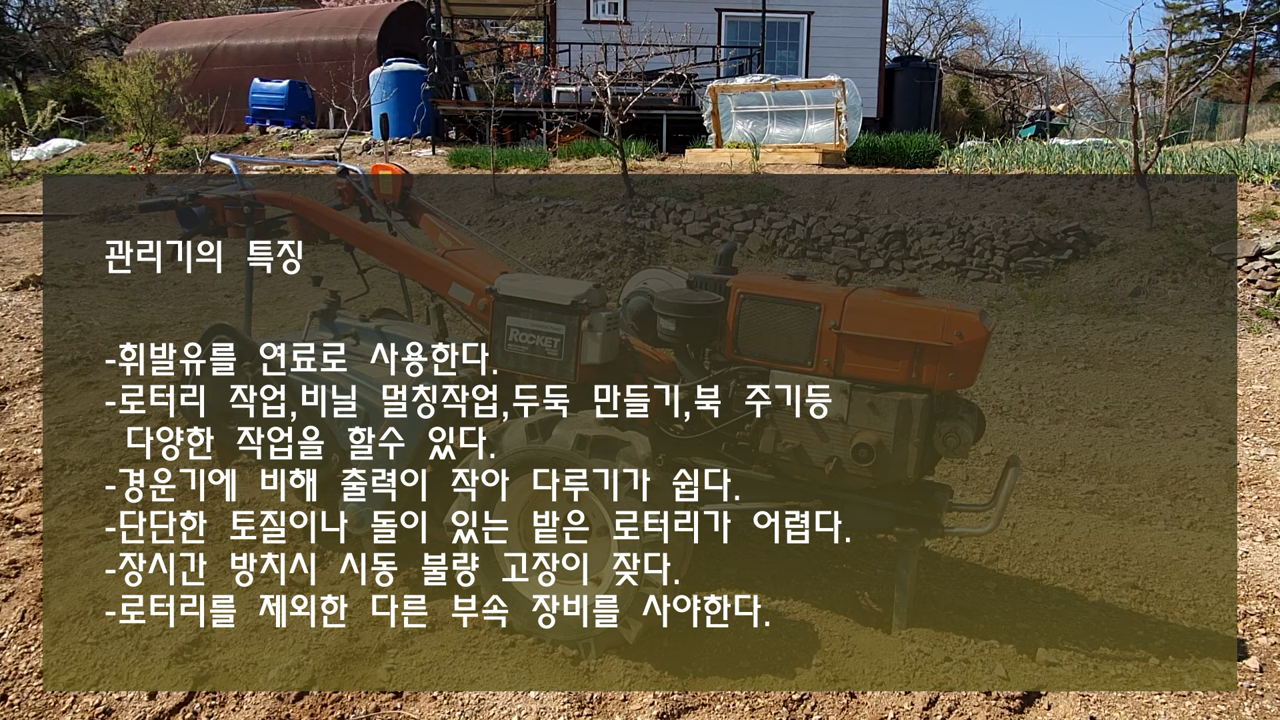 관리기의 특징
-휘발유를 연료로 사용한다.
-로터리 작업,비닐 멀칭작업,두둑 만들기,북 주기등
다양한 작업을 할수 있다.
-경운기에 비해 출력이 작아 다루기가 쉽다.
-단단한 토질이나 돌이 있는 밭은 로터리가 어렵다.
-장시간 방치시 시동 불량 고장이 잦다.
-로터리를 제외한 다른 부속 장비를 사야한다.
ROCKET